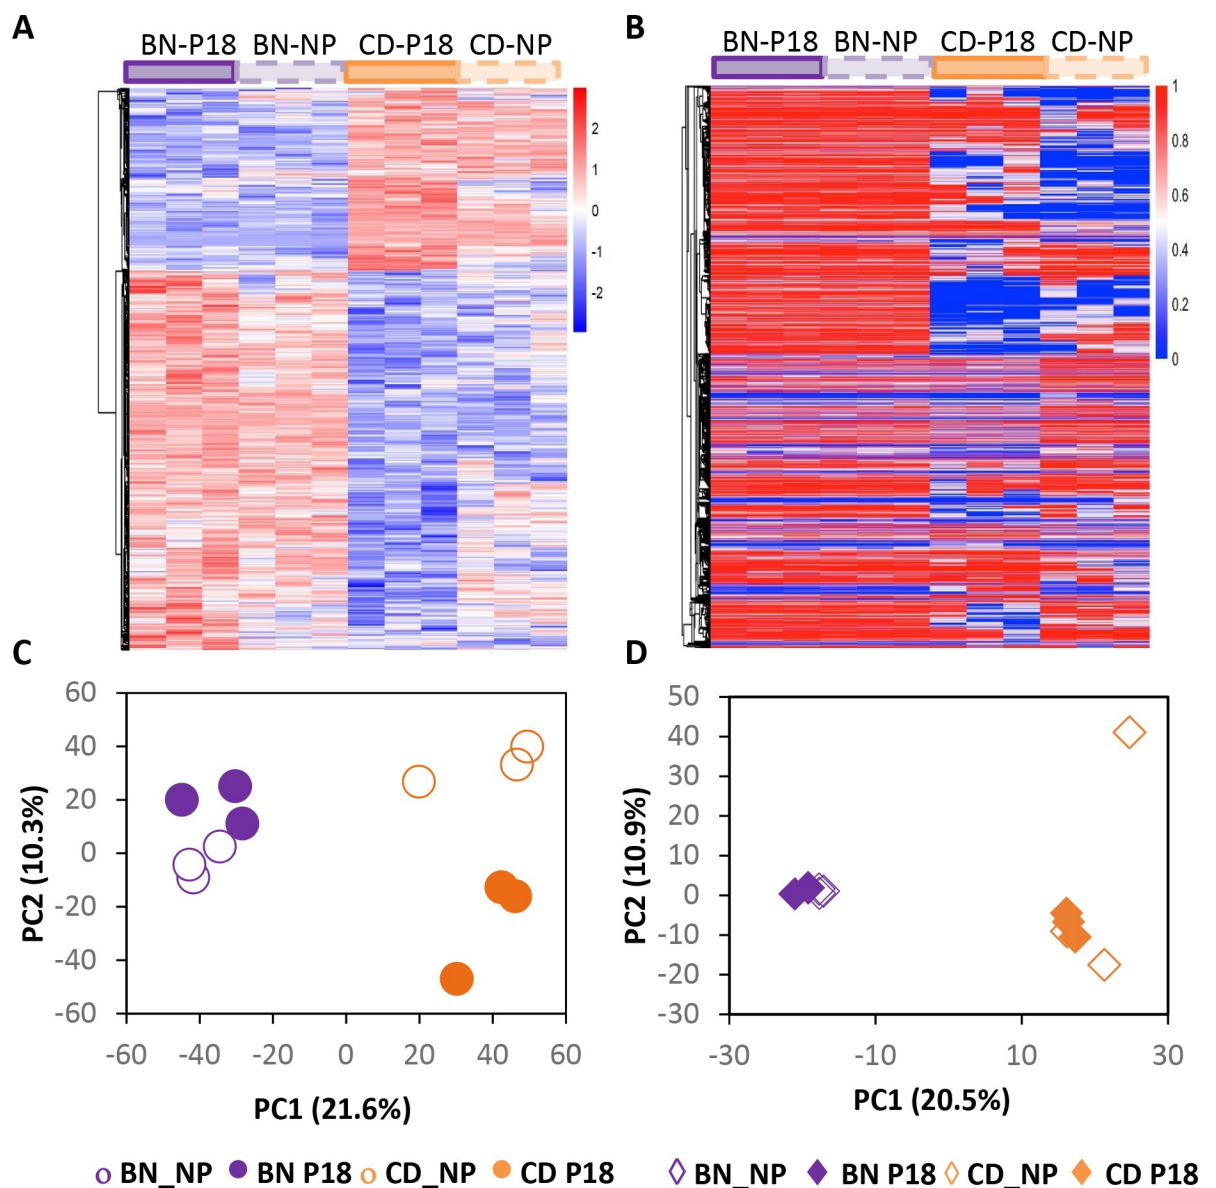 A
BN-P18 BN-NP CD-P18 CD-NP
2
1
0
-1
-2
B
BN-P18 BN-NP CD-P18 CD-NP
1
0.8
0.6
0.4
0.2
0
C
60
40
20
0
-20
-40
-60
PC2 (10.3%)
-60 -40 -20 0 20 40 60
PC1 (21.6%)
BN_NP BN P18 CD_NP CD P18
D
50
40
30
20
10
0
-10
-20
-30
PC2 (10.9%)
-30 -10 10 30
PC1 (20.5%)
BN_NP BN P18 CD_NP CD P18